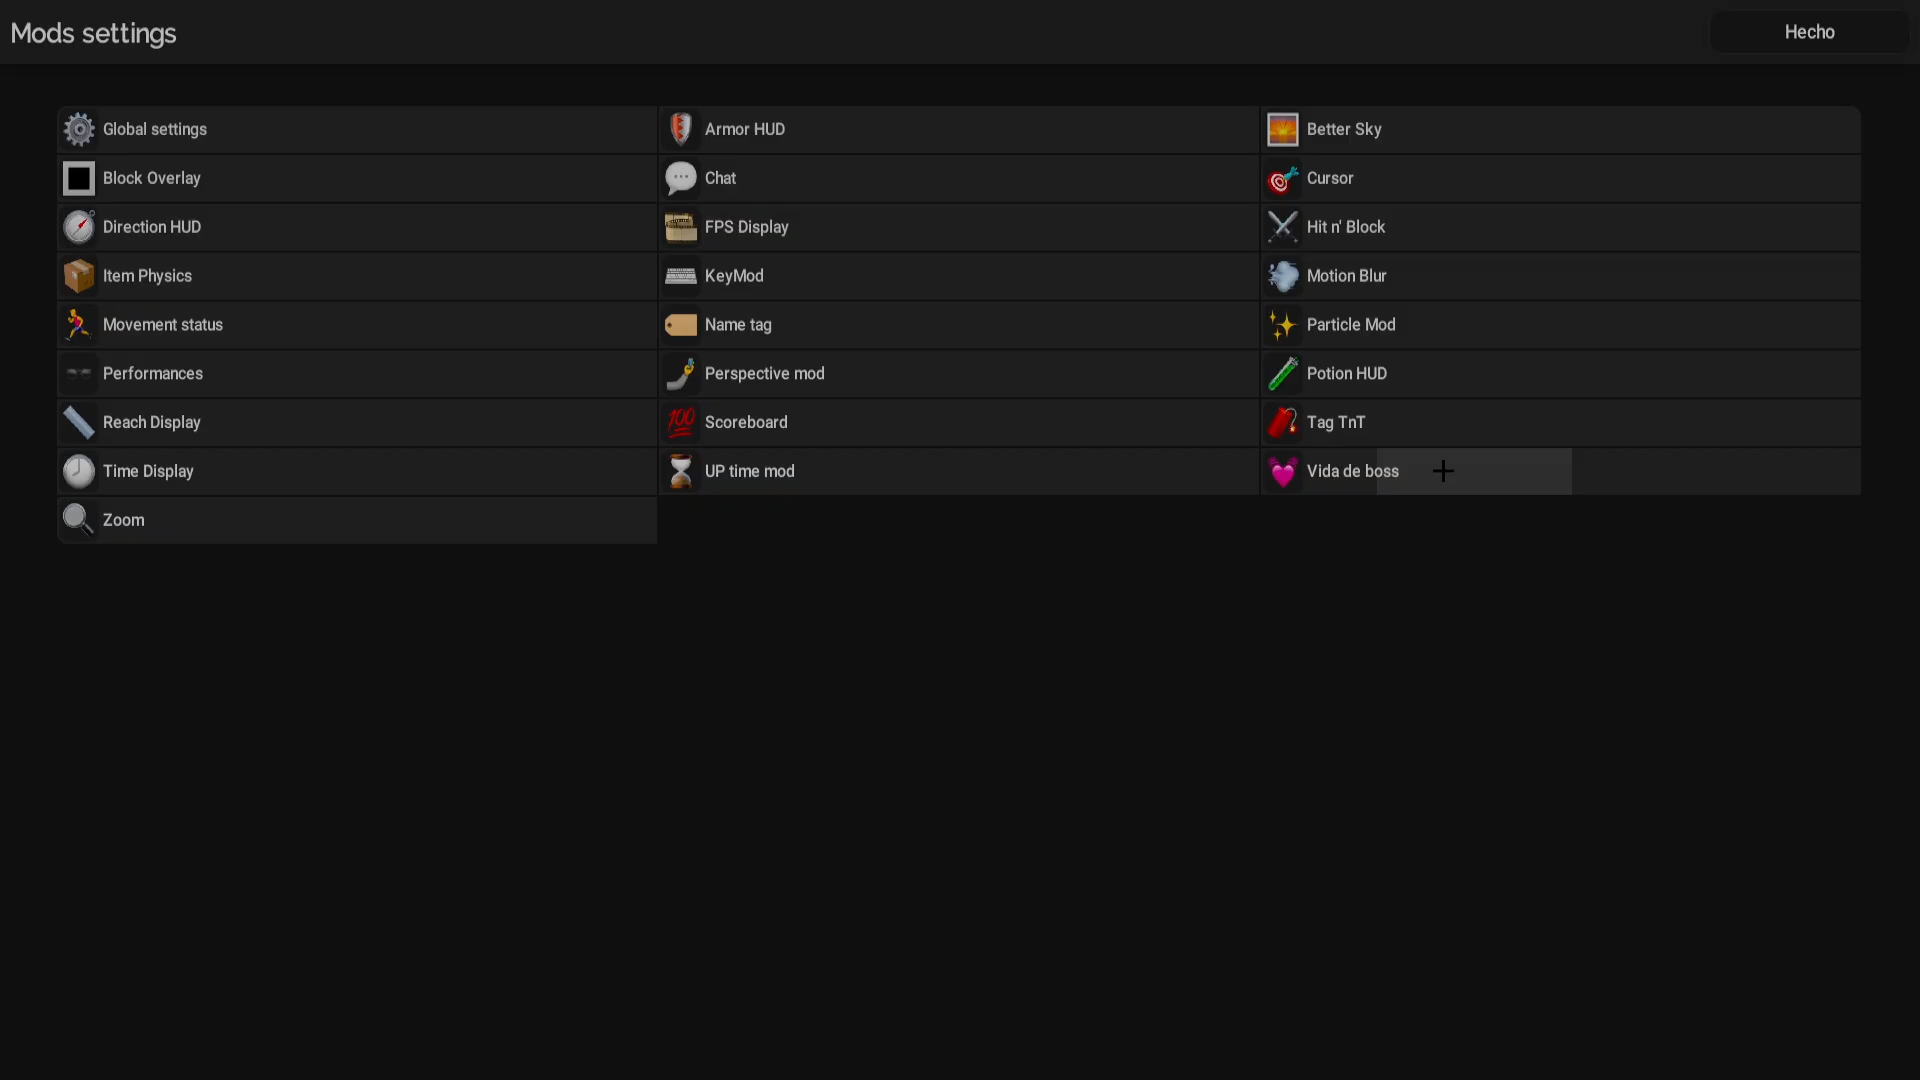 Mods settings
Hecho
Global settings
Armor HUD
Better Sky
Block Overlay
Chat
Cursor
Direction HUD
FPS Display
Hit n' Block
Item Physics
KeyMod
Motion Blur
Movement status
Name tag
Particle Mod
Performances
Perspective mod
Potion HUD
Reach Display
100
Scoreboard
Tag TnT
Time Display
UP time mod
Vida de boss
Zoom